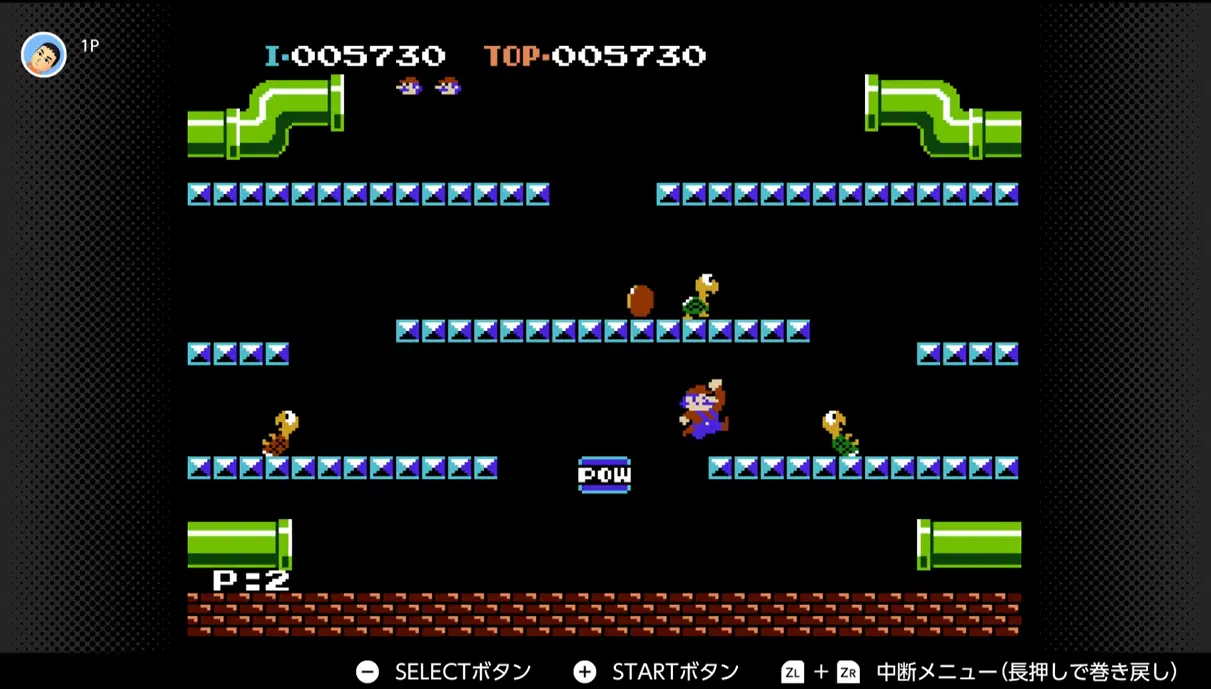 1P
I-005730 TOP-005730
POW
P:2
− SELECTボタン + STARTボタン ZL + ZR 中断メニュー(長押しで巻き戻し)